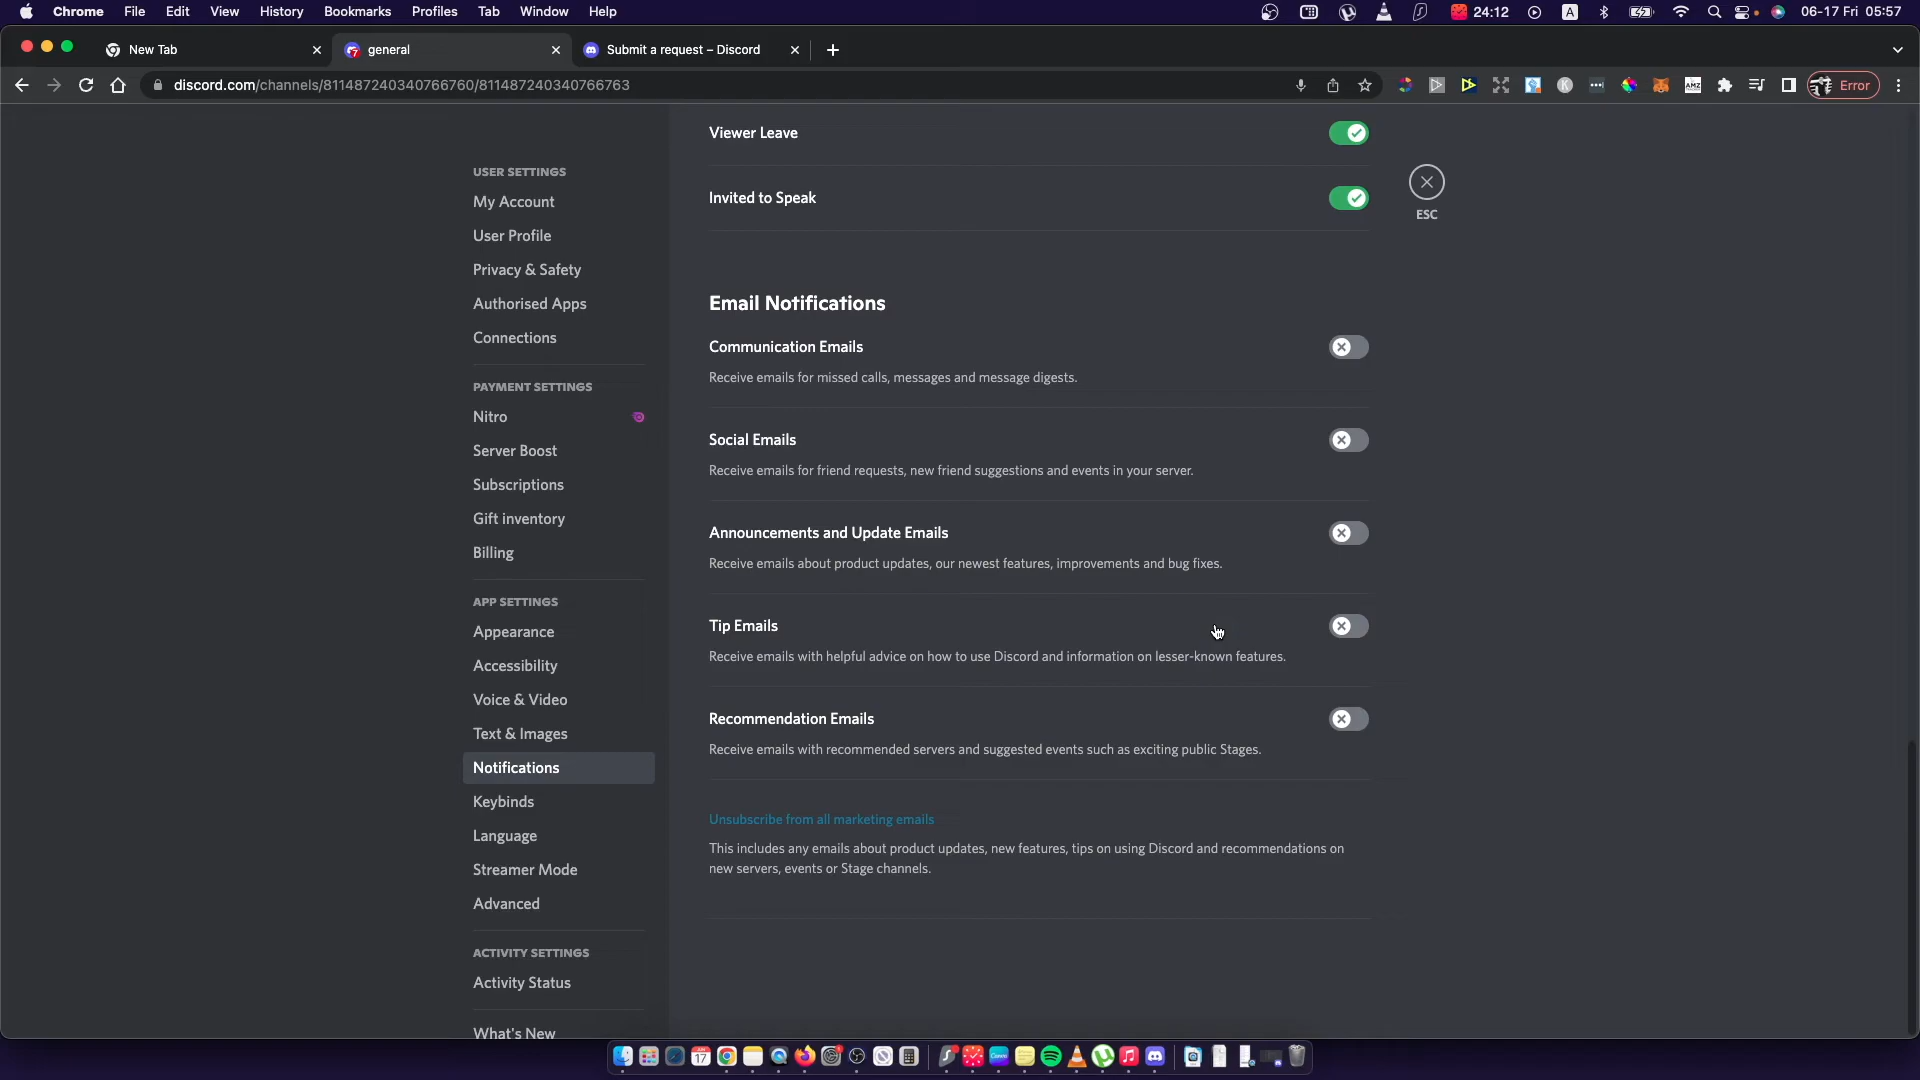 Chrome File Edit View History Bookmarks Profiles Tab Window Help 24:12 A 06-17 Fri 05:57
New Tab general Submit a request – Discord
discord.com/channels/811487240340766760/811487240340766763 Error
Viewer Leave
USER SETTINGS
My Account
Invited to Speak
ESC
User Profile
Privacy & Safety
Authorised Apps
Connections
PAYMENT SETTINGS
Nitro
Server Boost
Subscriptions
Gift inventory
Billing
APP SETTINGS
Appearance
Accessibility
Voice & Video
Text & Images
Notifications
Keybinds
Language
Streamer Mode
Advanced
ACTIVITY SETTINGS
Activity Status
What's New
Email Notifications
Communication Emails
Receive emails for missed calls, messages and message digests.
Social Emails
Receive emails for friend requests, new friend suggestions and events in your server.
Announcements and Update Emails
Receive emails about product updates, our newest features, improvements and bug fixes.
Tip Emails
Receive emails with helpful advice on how to use Discord and information on lesser-known features.
Recommendation Emails
Receive emails with recommended servers and suggested events such as exciting public Stages.
Unsubscribe from all marketing emails
This includes any emails about product updates, new features, tips on using Discord and recommendations on
new servers, events or Stage channels.
17